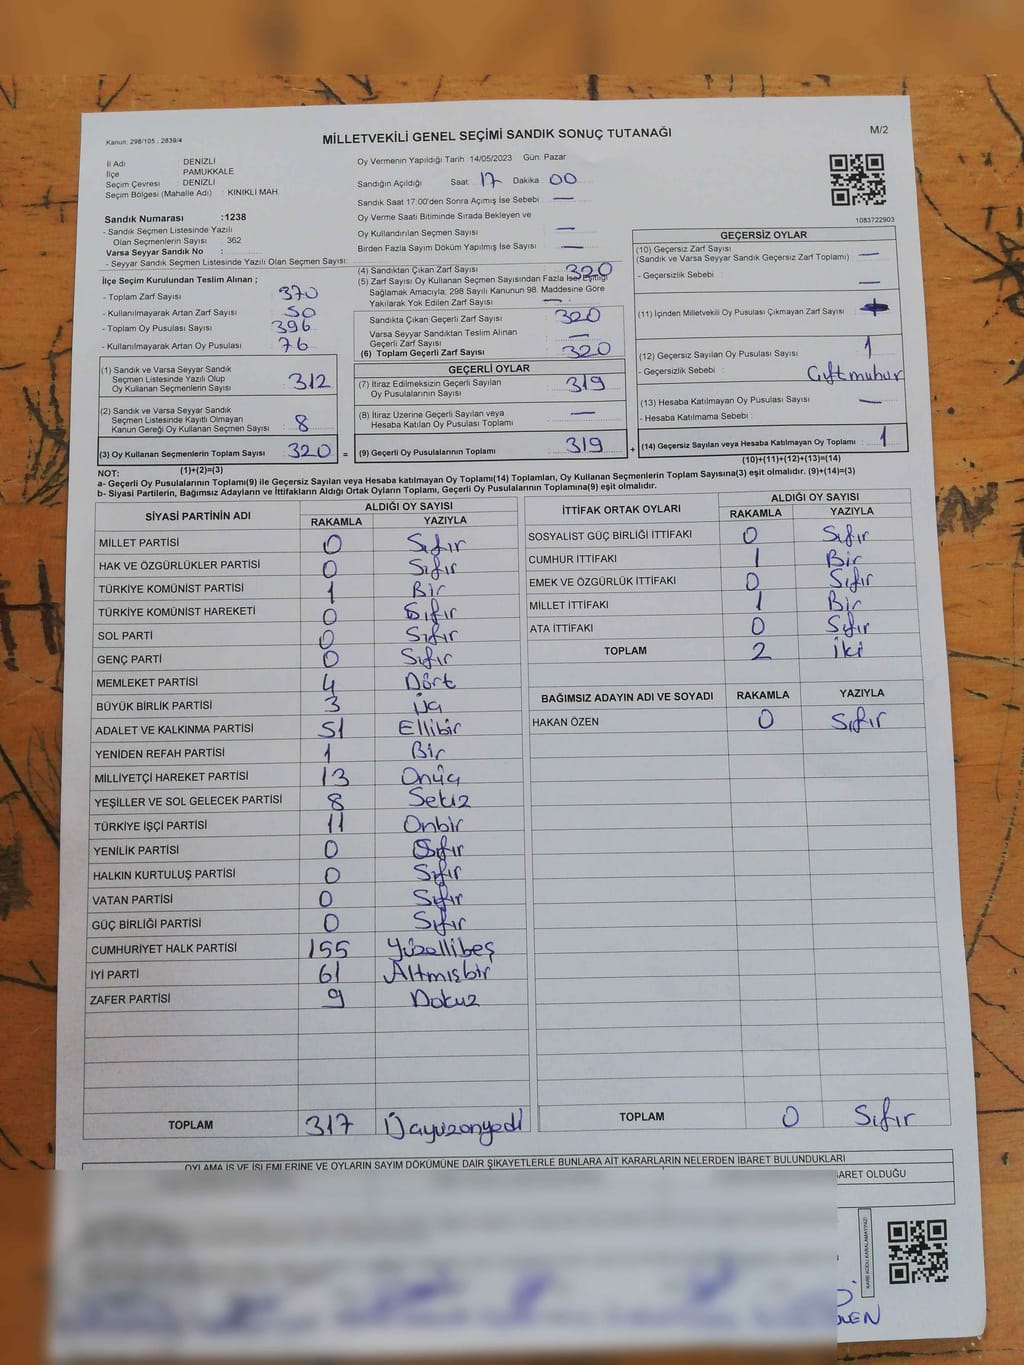 Kanun: 298/105 , 2839/4
MİLLETVEKİLİ GENEL SEÇİMİ SANDIK SONUÇ TUTANAĞI
M/2
İl Adı DENİZLİ
İlçe PAMUKKALE
Seçim Çevresi DENİZLİ
Seçim Bölgesi (Mahalle Adı) KINIKLI MAH.
Sandık Numarası :1238
- Sandık Seçmen Listesinde Yazılı
Olan Seçmenlerin Sayısı : 362
Varsa Seyyar Sandık No :
- Seyyar Sandık Seçmen Listesinde Yazılı Olan Seçmen Sayısı:
Oy Vermenin Yapıldığı Tarih 14/05/2023 Gün: Pazar
Sandığın Açıldığı Saat 17 Dakika 00
Sandık Saat 17:00'den Sonra Açılmış İse Sebebi —
Oy Verme Saati Bitiminde Sırada Bekleyen ve
Oy Kullandırılan Seçmen Sayısı —
Birden Fazla Sayım Döküm Yapılmış İse Sayısı —
1083722903
İlçe Seçim Kurulundan Teslim Alınan ;
- Toplam Zarf Sayısı 370
- Kullanılmayarak Artan Zarf Sayısı 50
- Toplam Oy Pusulası Sayısı 396
- Kullanılmayarak Artan Oy Pusulası 76
(1) Sandık ve Varsa Seyyar Sandık
Seçmen Listesinde Yazılı Olup
Oy Kullanan Seçmenlerin Sayısı : 312
(2) Sandık ve Varsa Seyyar Sandık
Seçmen Listesinde Kayıtlı Olmayan
Kanun Gereği Oy Kullanan Seçmen Sayısı : 8
(3) Oy Kullanan Seçmenlerin Toplam Sayısı : 320 =
(1)+(2)=(3)
(4) Sandıktan Çıkan Zarf Sayısı 320
(5) Zarf Sayısı Oy Kullanan Seçmen Sayısından Fazla İse Eşitliği
Sağlamak Amacıyla; 298 Sayılı Kanunun 98. Maddesine Göre
Yakılarak Yok Edilen Zarf Sayısı —
Sandıkta Çıkan Geçerli Zarf Sayısı 320
Varsa Seyyar Sandıktan Teslim Alınan
Geçerli Zarf Sayısı —
(6) Toplam Geçerli Zarf Sayısı 320
GEÇERLİ OYLAR
(7) İtiraz Edilmeksizin Geçerli Sayılan
Oy Pusulalarının Sayısı 319
(8) İtiraz Üzerine Geçerli Sayılan veya
Hesaba Katılan Oy Pusulası Toplamı —
(9) Geçerli Oy Pusulalarının Toplamı 319 +
GEÇERSİZ OYLAR
(10) Geçersiz Zarf Sayısı
(Sandık ve Varsa Seyyar Sandık Geçersiz Zarf Toplamı) —
- Geçersizlik Sebebi : —
(11) İçinden Milletvekili Oy Pusulası Çıkmayan Zarf Sayısı :
(12) Geçersiz Sayılan Oy Pusulası Sayısı : 1
- Geçersizlik Sebebi : Çiftmühür
(13) Hesaba Katılmayan Oy Pusulası Sayısı —
- Hesaba Katılmama Sebebi :
(14) Geçersiz Sayılan veya Hesaba Katılmayan Oy Toplamı : 1
(10)+(11)+(12)+(13)=(14)
NOT:
a- Geçerli Oy Pusulalarının Toplamı(9) ile Geçersiz Sayılan veya Hesaba katılmayan Oy Toplamı(14) Toplamları, Oy Kullanan Seçmenlerin Toplam Sayısına(3) eşit olmalıdır. (9)+(14)=(3)
b- Siyasi Partilerin, Bağımsız Adayların ve İttifakların Aldığı Ortak Oyların Toplamı, Geçerli Oy Pusulalarının Toplamına(9) eşit olmalıdır.
SİYASİ PARTİNİN ADI
ALDIĞI OY SAYISI
RAKAMLA YAZIYLA
MİLLET PARTİSİ 0 Sıfır
HAK VE ÖZGÜRLÜKLER PARTİSİ 0 Sıfır
TÜRKİYE KOMÜNİST PARTİSİ 1 Bir
TÜRKİYE KOMÜNİST HAREKETİ 0 Sıfır
SOL PARTİ 0 Sıfır
GENÇ PARTİ 0 Sıfır
MEMLEKET PARTİSİ 4 Dört
BÜYÜK BİRLİK PARTİSİ 3 Üç
ADALET VE KALKINMA PARTİSİ 51 Ellibir
YENİDEN REFAH PARTİSİ 1 Bir
MİLLİYETÇİ HAREKET PARTİSİ 13 Onüç
YEŞİLLER VE SOL GELECEK PARTİSİ 8 Sekiz
TÜRKİYE İŞÇİ PARTİSİ 11 Onbir
YENİLİK PARTİSİ 0 Sıfır
HALKIN KURTULUŞ PARTİSİ 0 Sıfır
VATAN PARTİSİ 0 Sıfır
GÜÇ BİRLİĞİ PARTİSİ 0 Sıfır
CUMHURİYET HALK PARTİSİ 155 Yüzellibeş
İYİ PARTİ 61 Altmışbir
ZAFER PARTİSİ 9 Dokuz
TOPLAM 317 Üçyüzonyedi
İTTİFAK ORTAK OYLARI
ALDIĞI OY SAYISI
RAKAMLA YAZIYLA
SOSYALİST GÜÇ BİRLİĞİ İTTİFAKI 0 Sıfır
CUMHUR İTTİFAKI 1 Bir
EMEK VE ÖZGÜRLÜK İTTİFAKI 0 Sıfır
MİLLET İTTİFAKI 1 Bir
ATA İTTİFAKI 0 Sıfır
TOPLAM 2 İki
BAĞIMSIZ ADAYIN ADI VE SOYADI RAKAMLA YAZIYLA
HAKAN ÖZEN 0 Sıfır
TOPLAM 0 Sıfır
OYLAMA İŞ VE İŞLEMLERİNE VE OYLARIN SAYIM DÖKÜMÜNE DAİR ŞİKAYETLERLE BUNLARA AİT KARARLARIN NELERDEN İBARET BULUNDUKLARI
OLDUĞU
KARE KODU KARALAMAYINIZ!